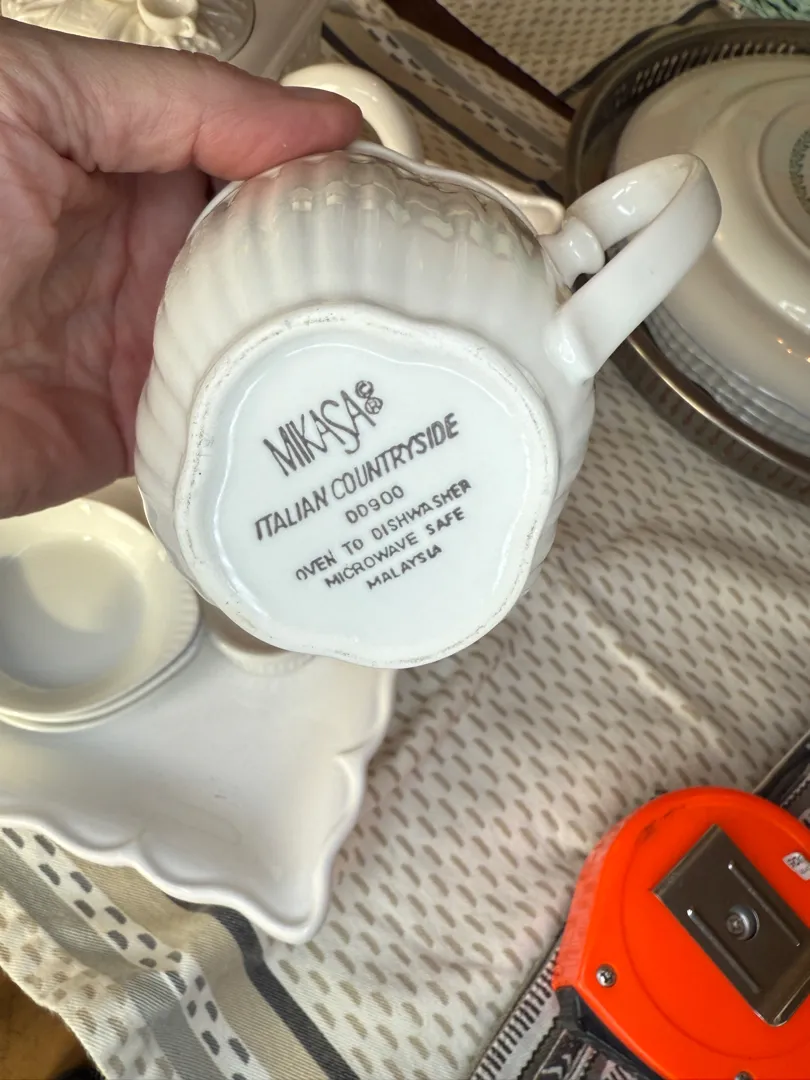 MIKASA©®
ITALIAN COUNTRYSIDE
DD900
OVEN TO DISHWASHER
MICROWAVE SAFE
MALAYSIA